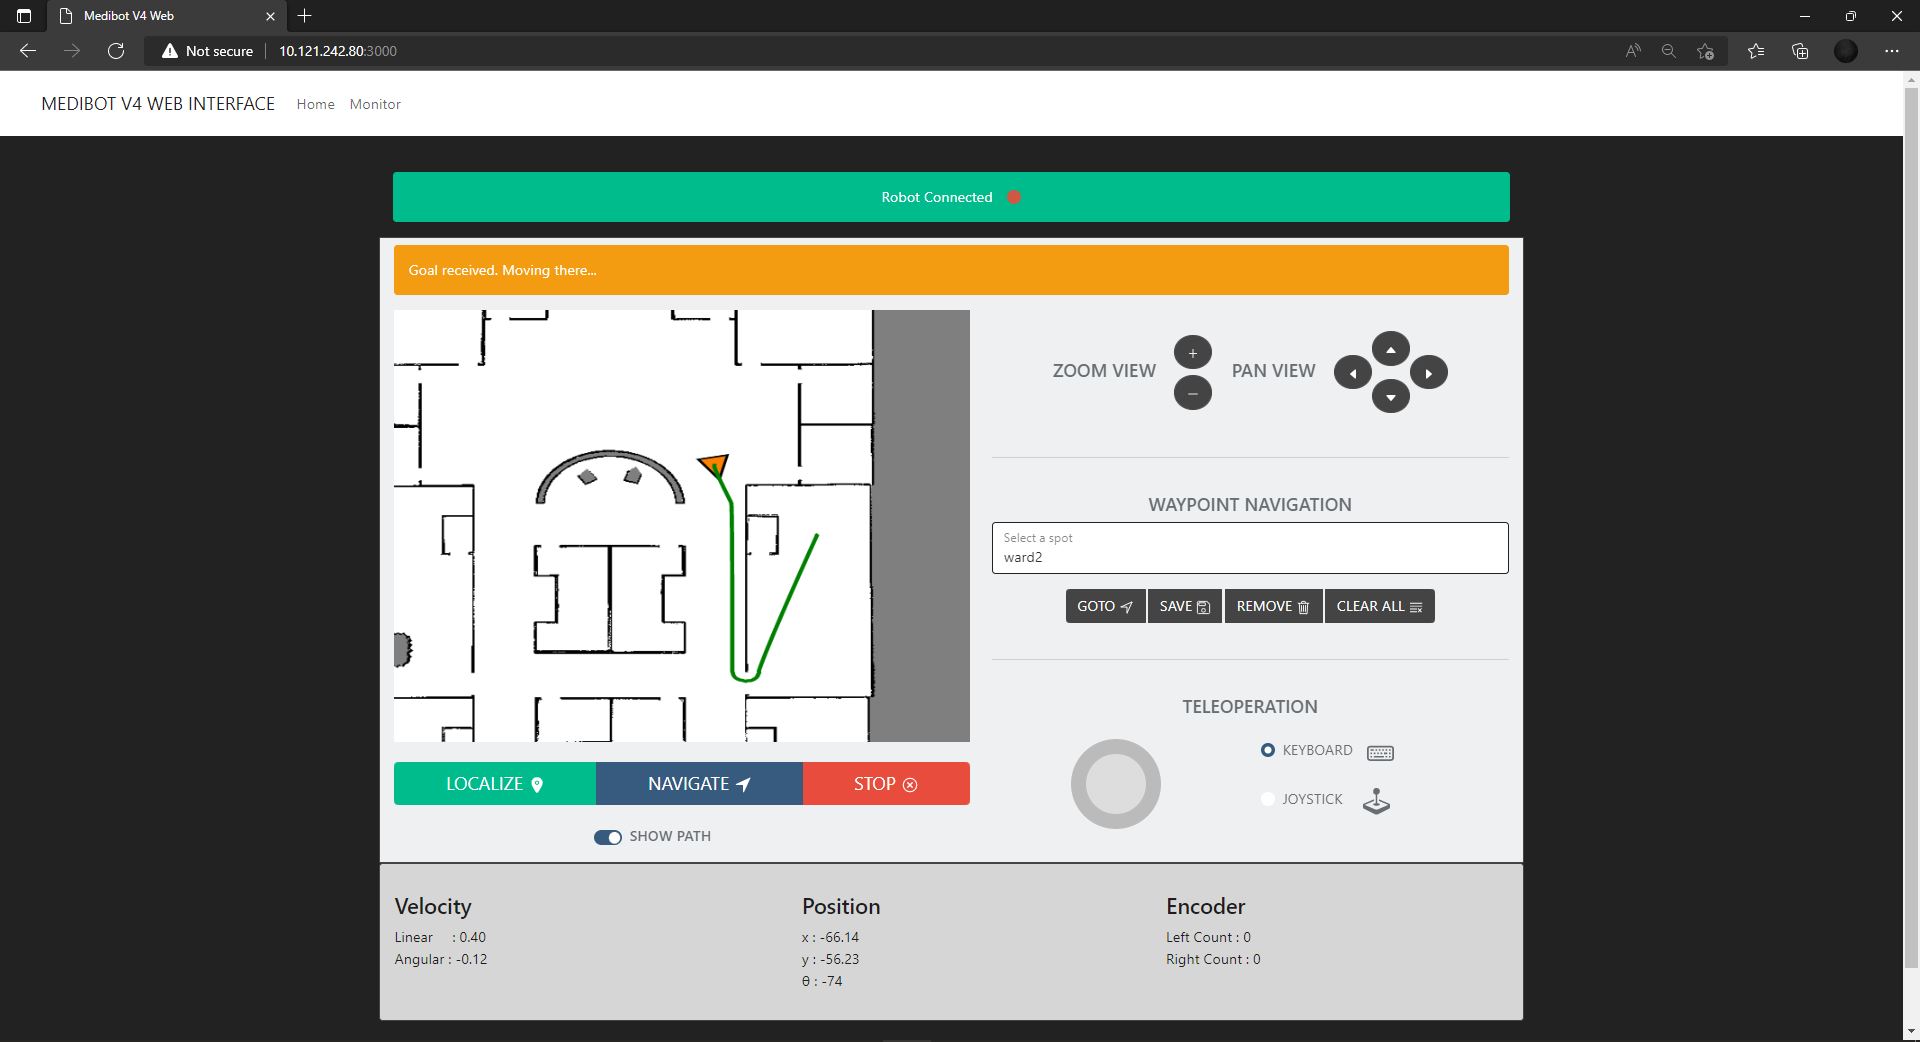 Medibot V4 Web
Not secure
10.121.242.80:3000
MEDIBOT V4 WEB INTERFACE Home Monitor
Robot Connected
Goal received. Moving there...
ZOOM VIEW + − PAN VIEW
WAYPOINT NAVIGATION
Select a spot
ward2
GOTO SAVE REMOVE CLEAR ALL
TELEOPERATION
KEYBOARD
JOYSTICK
LOCALIZE NAVIGATE STOP
SHOW PATH
Velocity
Linear : 0.40
Angular : -0.12
Position
x : -66.14
y : -56.23
θ : -74
Encoder
Left Count : 0
Right Count : 0